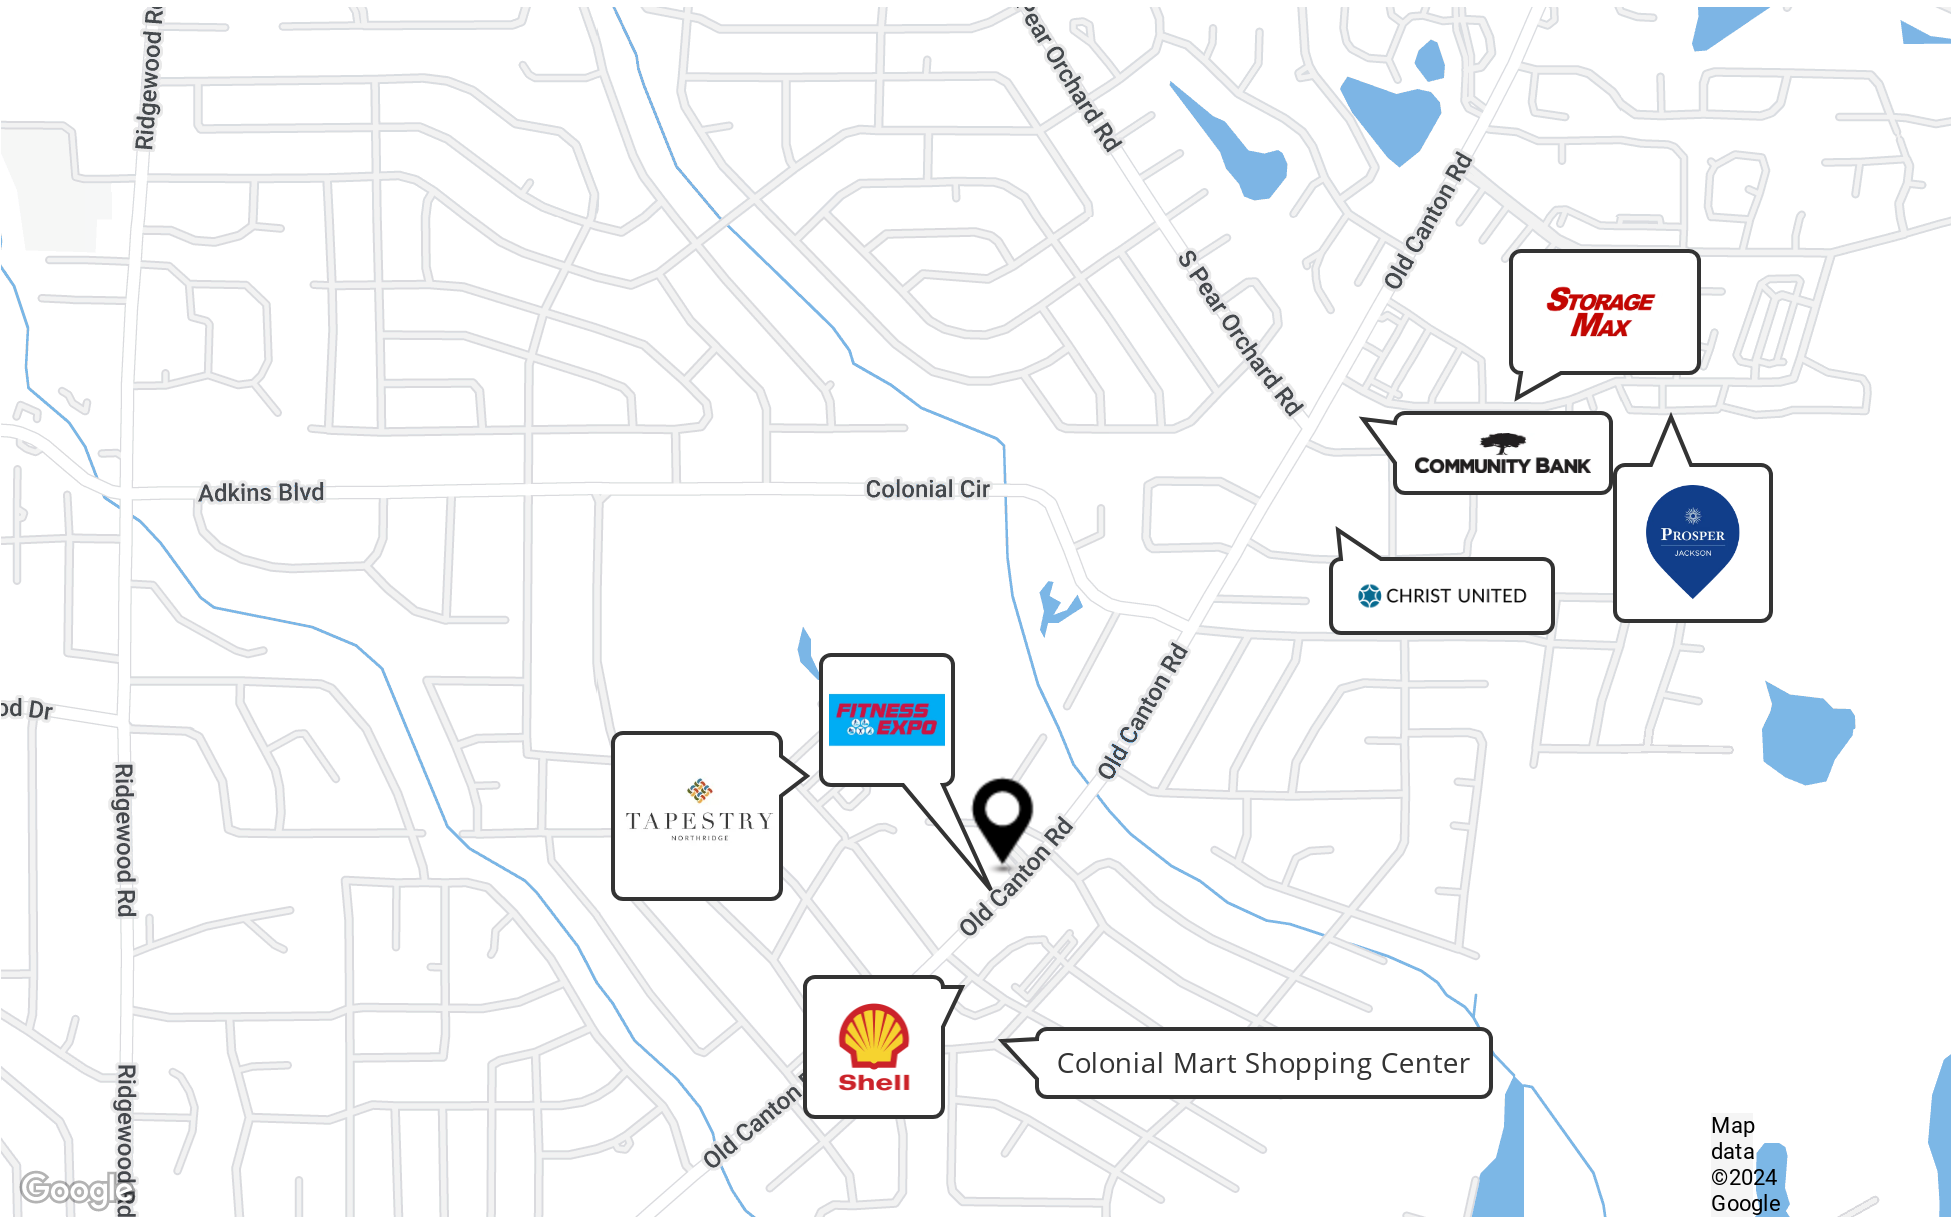 Ridgewood Rd
Pear Orchard Rd
Old Canton Rd
S Pear Orchard Rd
STORAGE
MAX
COMMUNITY BANK
Adkins Blvd
Colonial Cir
PROSPER
JACKSON
CHRIST UNITED
Old Canton Rd
od Dr
FITNESS
EXPO
TAPESTRY
NORTHRIDGE
Ridgewood Rd
Old Canton Rd
Shell
Colonial Mart Shopping Center
Ridgewood Rd
Old Canton R
Map
data
©2024
Google
Google